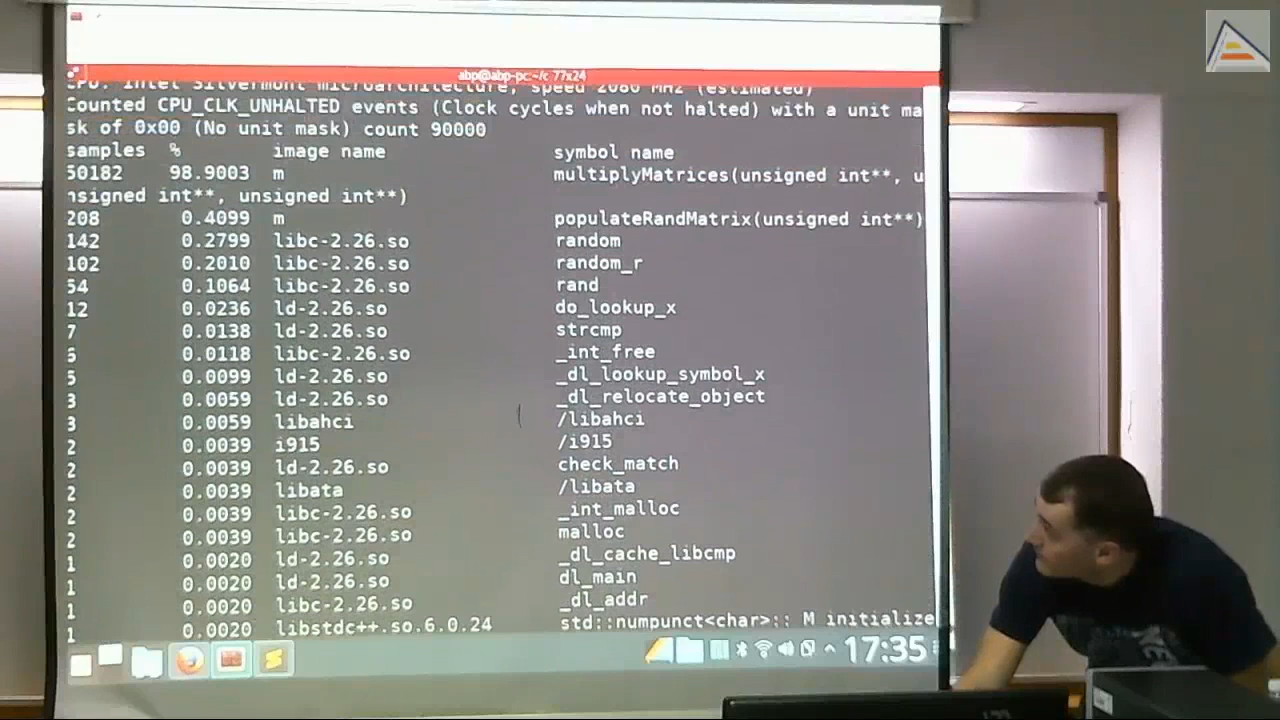 abp@abp-pc:~/c 77x24
CPU: Intel Silvermont microarchitecture, speed 2080 MHz (estimated)
Counted CPU_CLK_UNHALTED events (Clock cycles when not halted) with a unit ma
sk of 0x00 (No unit mask) count 90000
samples % image name symbol name
50182 98.9003 m multiplyMatrices(unsigned int**, u
nsigned int**, unsigned int**)
208 0.4099 m populateRandMatrix(unsigned int**)
142 0.2799 libc-2.26.so random
102 0.2010 libc-2.26.so random_r
54 0.1064 libc-2.26.so rand
12 0.0236 ld-2.26.so do_lookup_x
7 0.0138 ld-2.26.so strcmp
6 0.0118 libc-2.26.so _int_free
5 0.0099 ld-2.26.so _dl_lookup_symbol_x
3 0.0059 ld-2.26.so _dl_relocate_object
3 0.0059 libahci /libahci
2 0.0039 i915 /i915
2 0.0039 ld-2.26.so check_match
2 0.0039 libata /libata
2 0.0039 libc-2.26.so _int_malloc
2 0.0039 libc-2.26.so malloc
1 0.0020 ld-2.26.so _dl_cache_libcmp
1 0.0020 ld-2.26.so dl_main
1 0.0020 libc-2.26.so _dl_addr
1 0.0020 libstdc++.so.6.0.24 std::numpunct<char>::_M_initialize
17:35